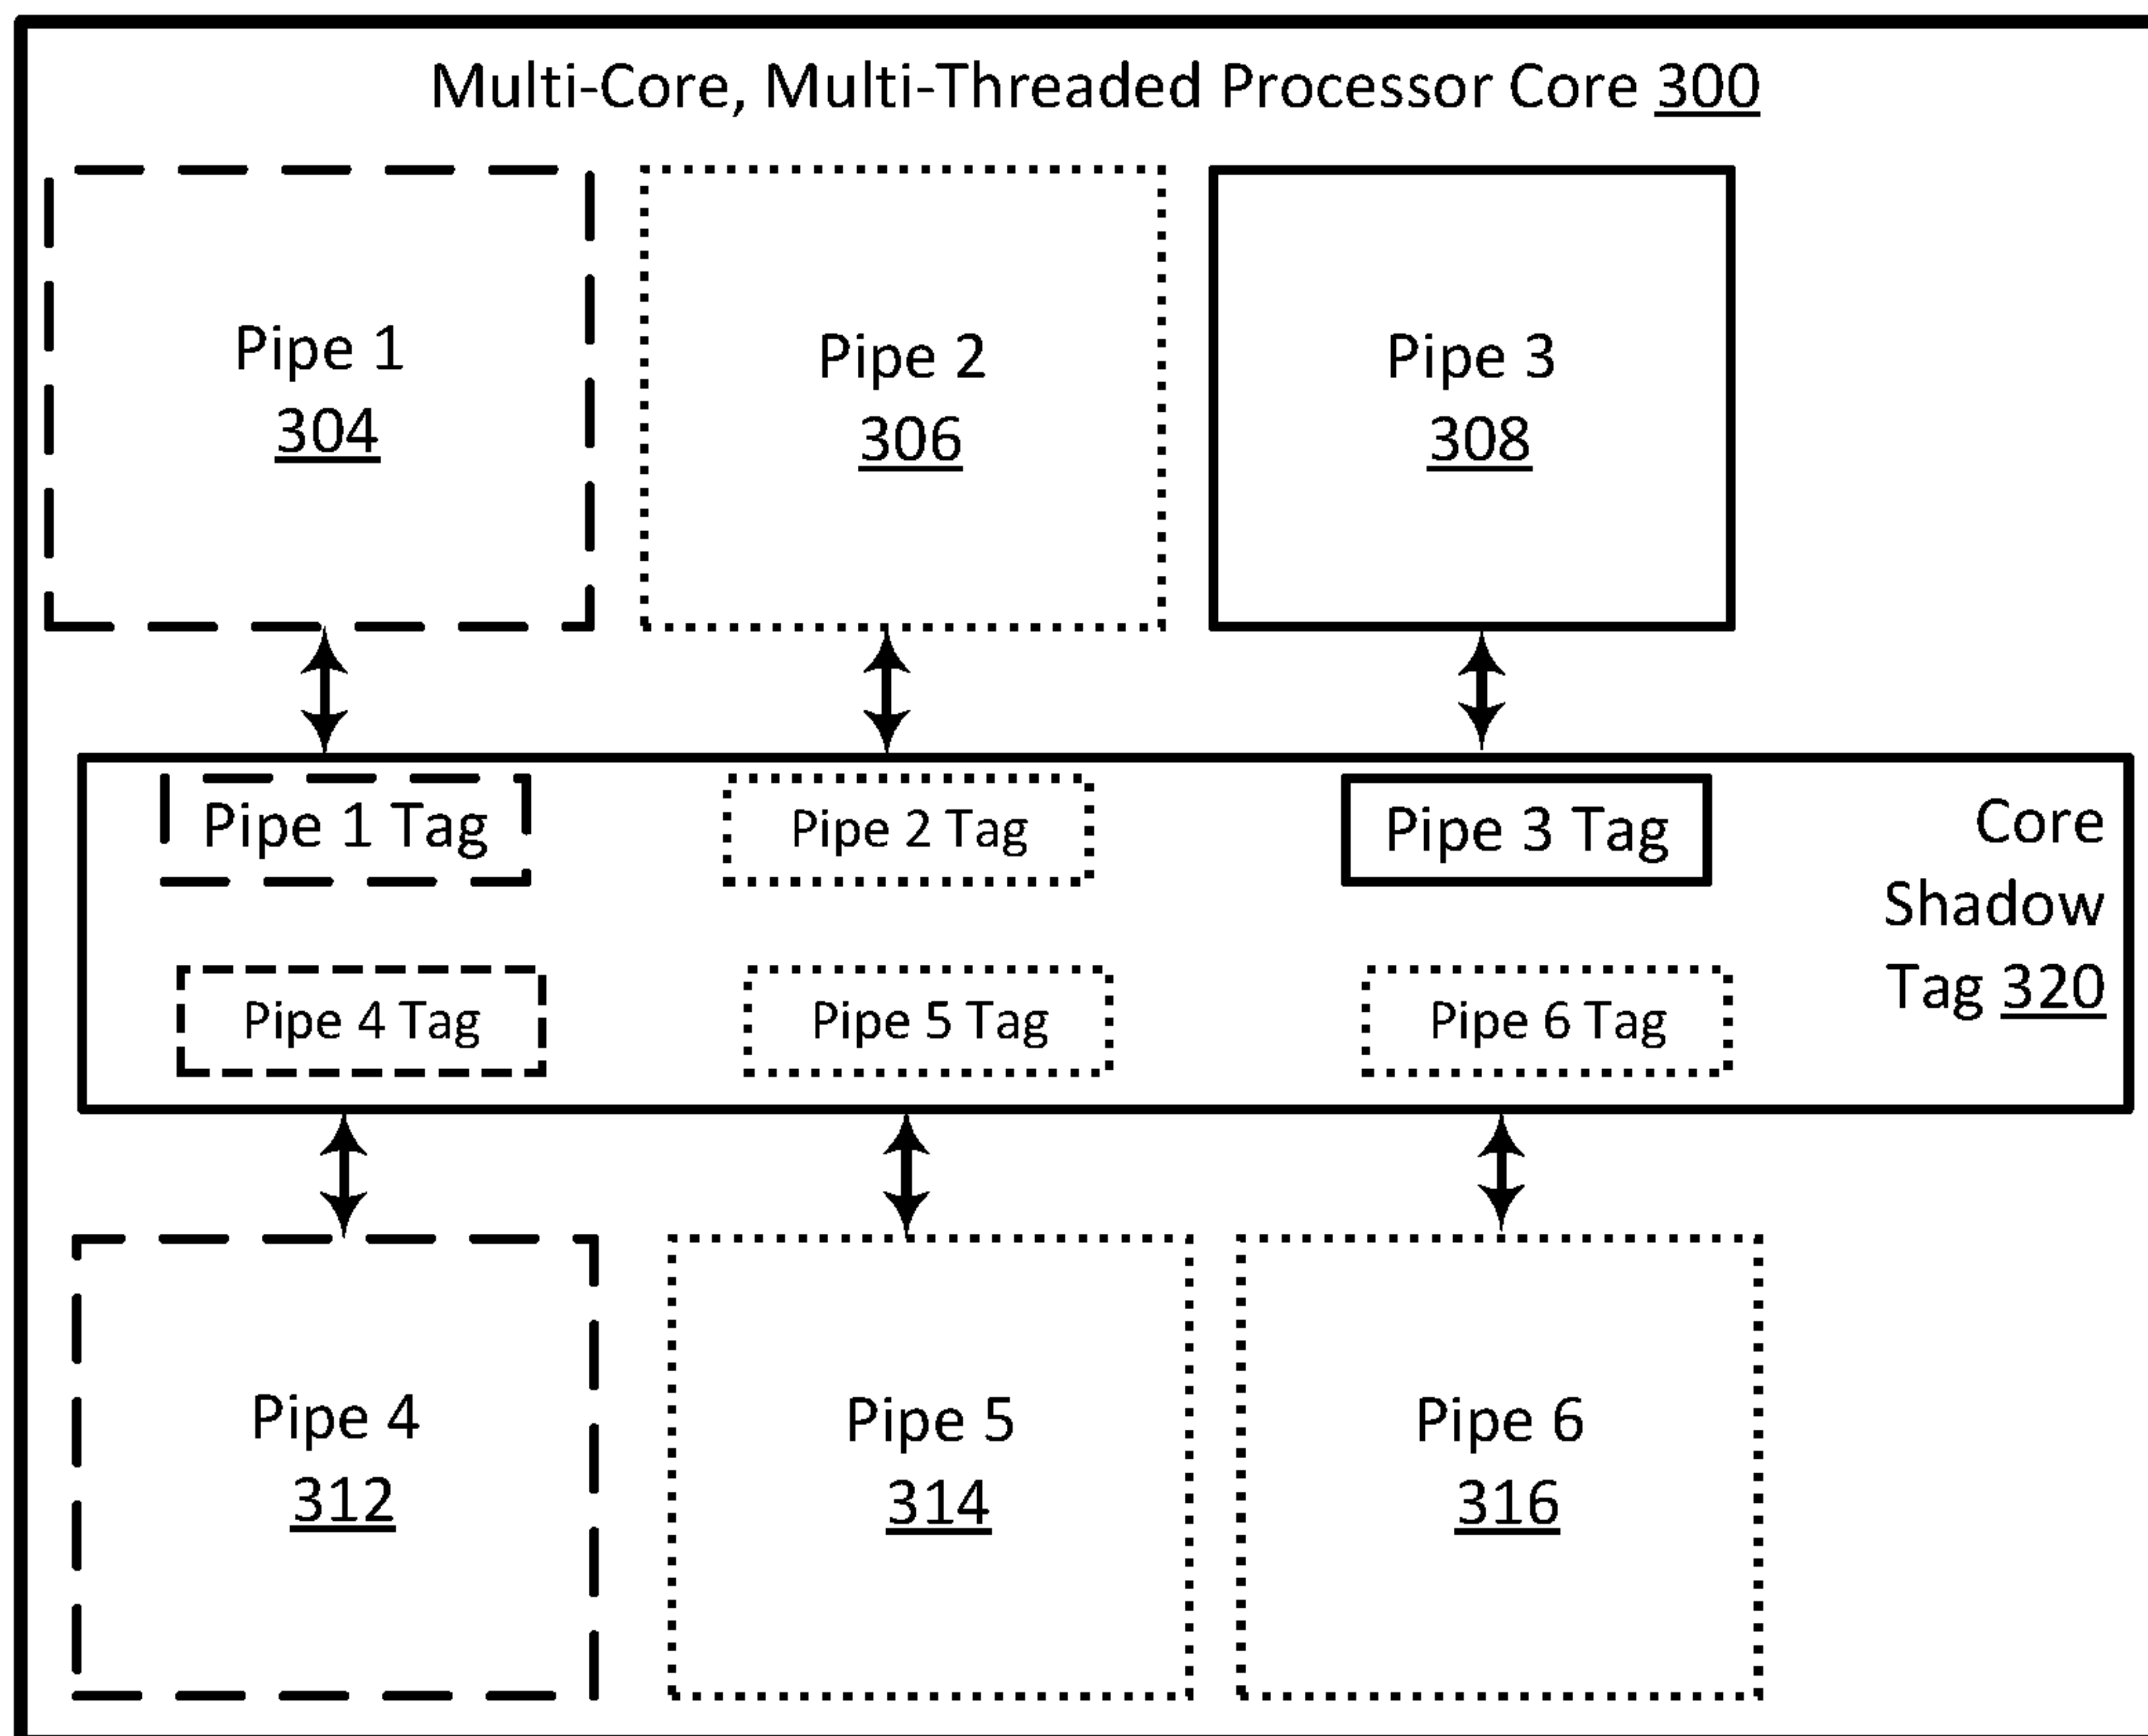 Multi-Core, Multi-Threaded Processor Core 300
Pipe 1
304
Pipe 2
306
Pipe 3
308
Pipe 1 Tag
Pipe 2 Tag
Pipe 3 Tag
Core
Shadow
Tag 320
Pipe 4 Tag
Pipe 5 Tag
Pipe 6 Tag
Pipe 4
312
Pipe 5
314
Pipe 6
316